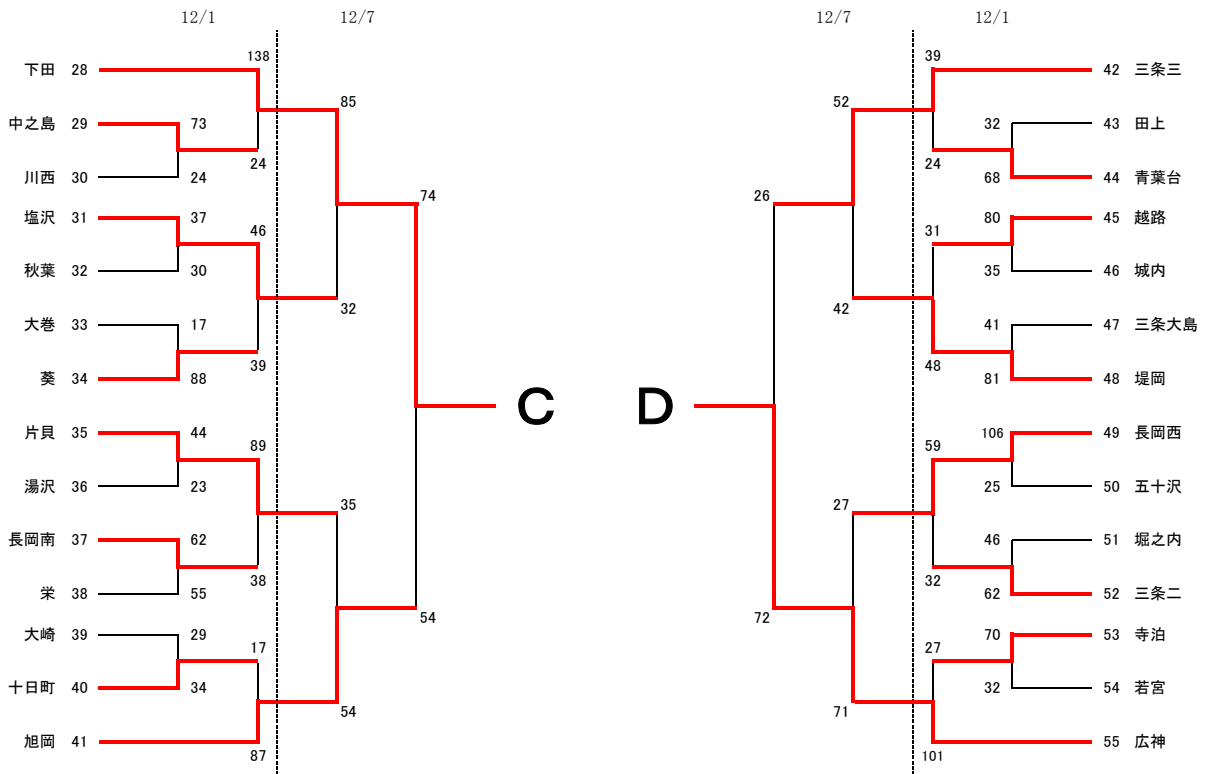 12/1 12/7 12/7 12/1
138 39
下田 28 42 三条三
85 52
中之島 29 73 32 43 田上
24 24
川西 30 24 68 44 青葉台
74 26
塩沢 31 37 80 45 越路
46 31
秋葉 32 30 35 46 城内
32 42
大巻 33 17 41 47 三条大島
39 48
葵 34 88 81 48 堤岡
C D
片貝 35 44 106 49 長岡西
89 59
湯沢 36 23 25 50 五十沢
35 27
長岡南 37 62 46 51 堀之内
38 32
栄 38 55 62 52 三条二
54 72
大崎 39 29 70 53 寺泊
17 27
十日町 40 34 32 54 若宮
54 71
旭岡 41 55 広神
87 101